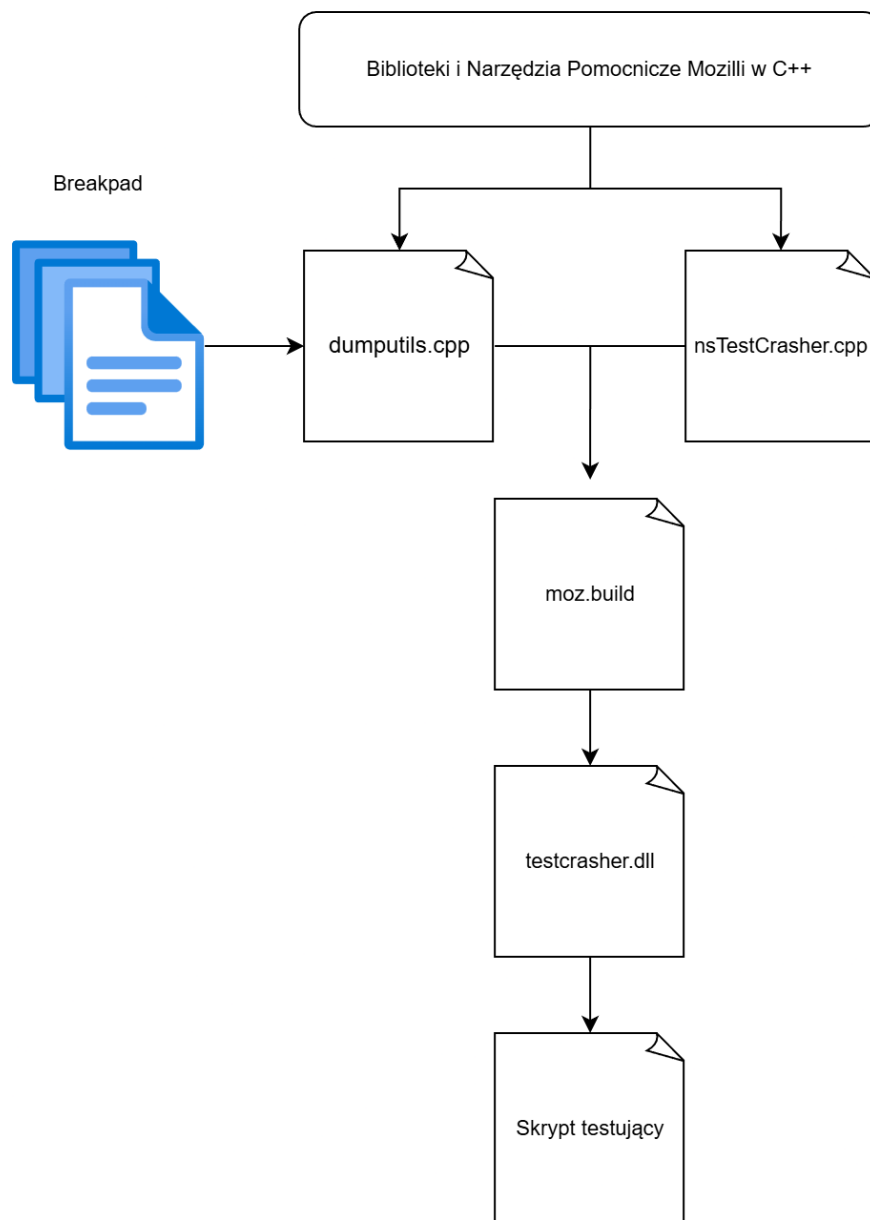 Biblioteki i Narzędzia Pomocnicze Mozilli w C++
Breakpad
dumputils.cpp
nsTestCrasher.cpp
moz.build
testcrasher.dll
Skrypt testujący